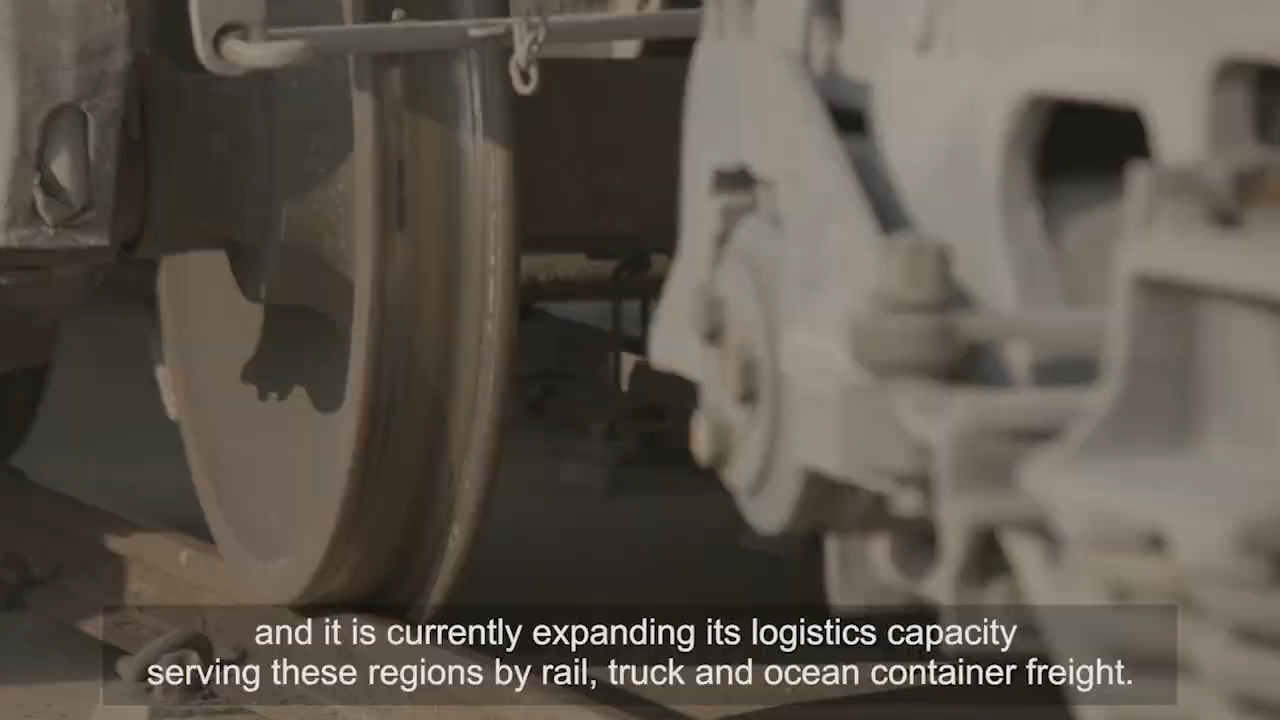 and it is currently expanding its logistics capacity
serving these regions by rail, truck and ocean container freight.